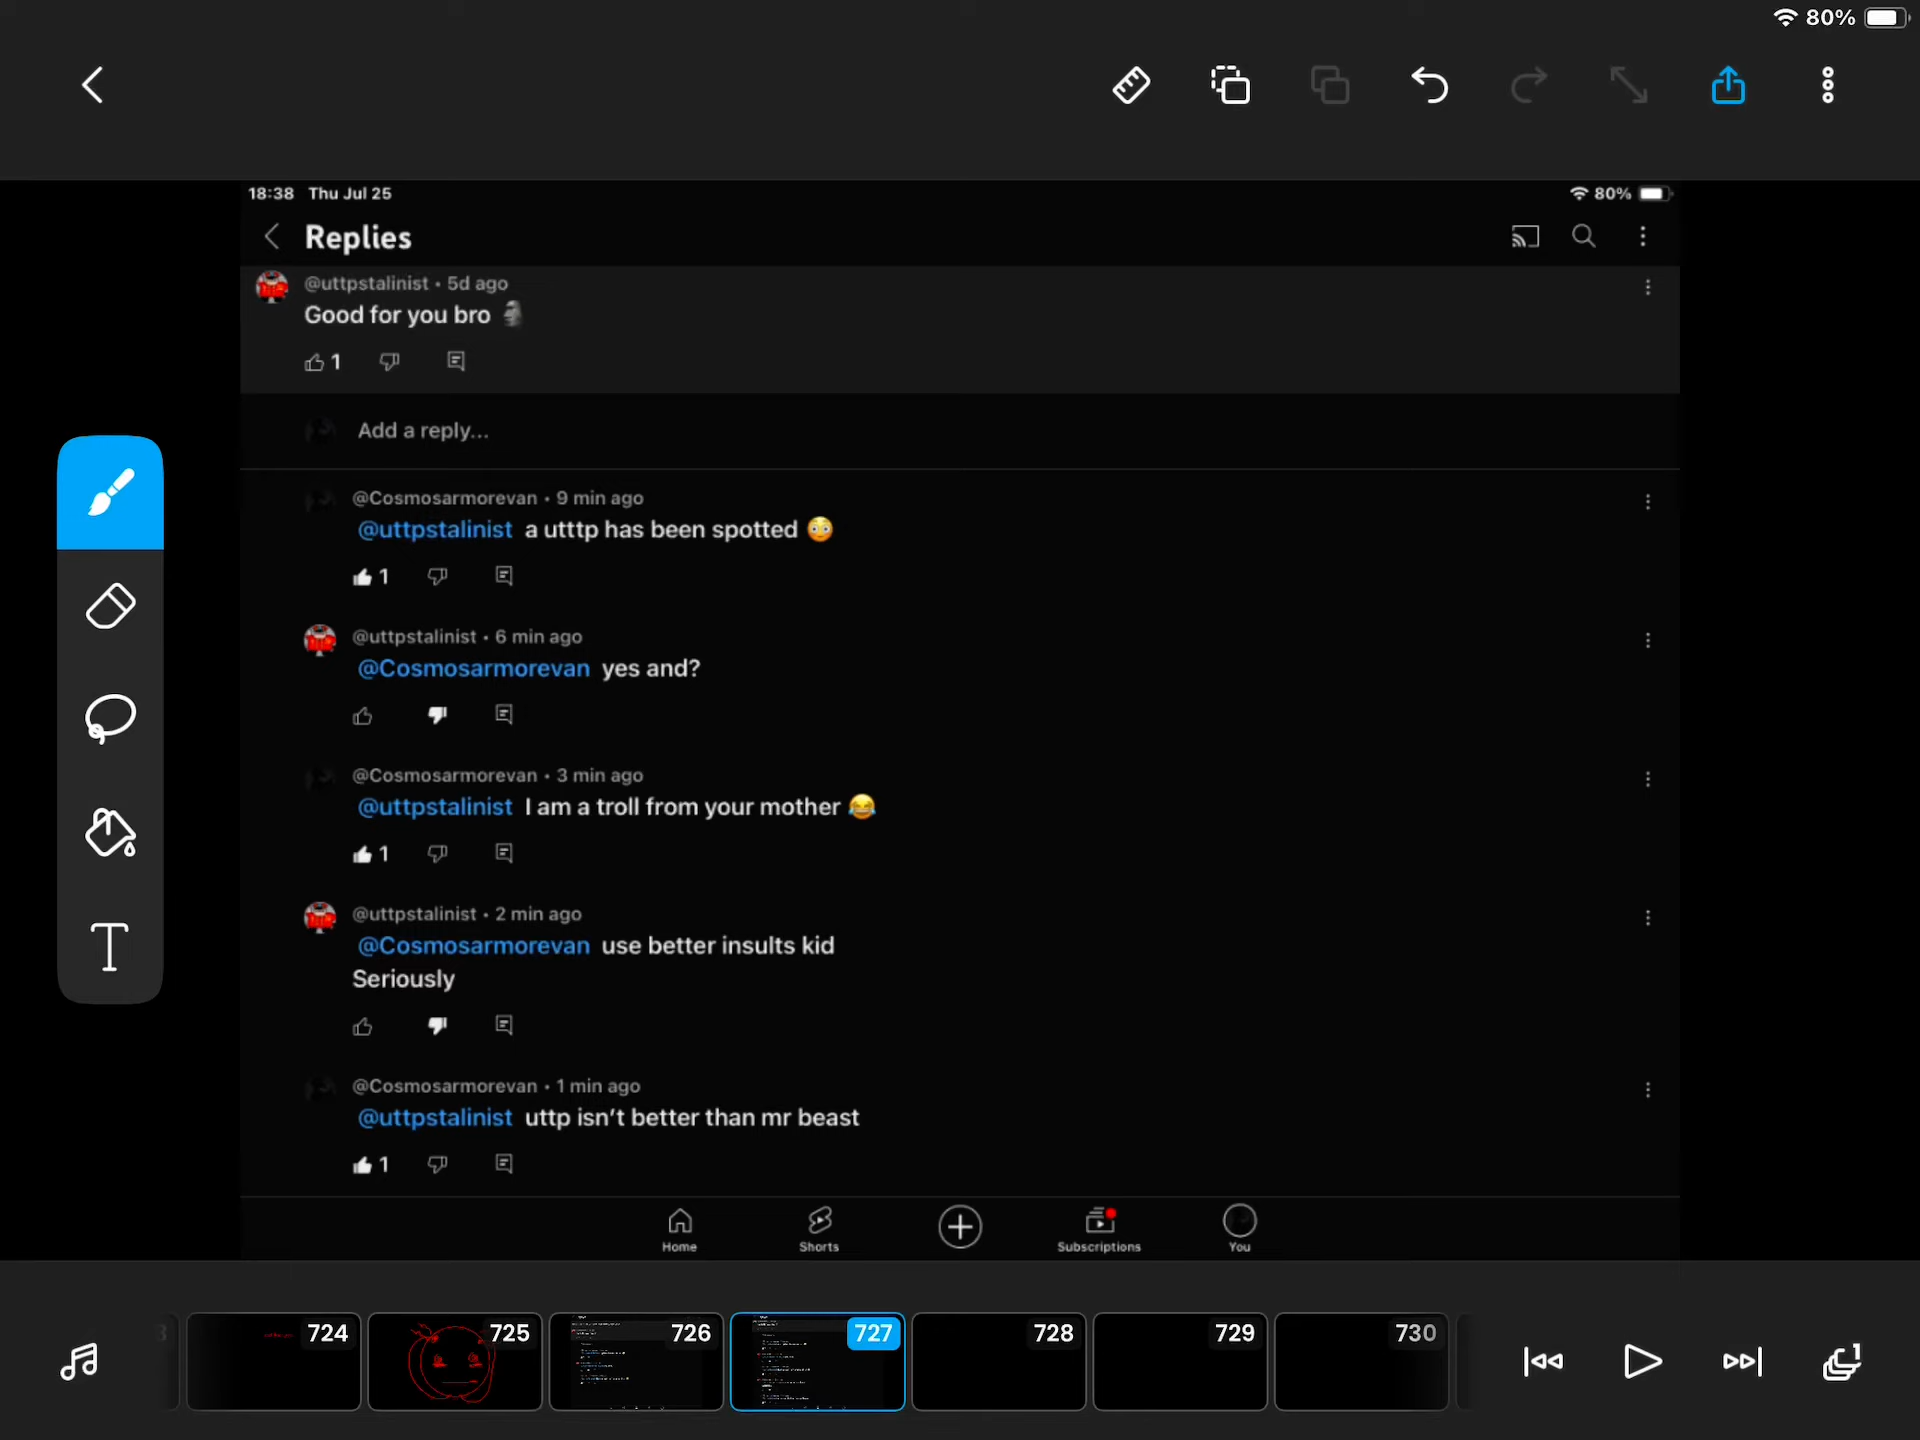 80%
18:38 Thu Jul 25
80%
Replies
@uttpstalinist • 5d ago
Good for you bro 🗿
1
Add a reply...
@Cosmosarmorevan • 9 min ago
@uttpstalinist a utttp has been spotted 😳
1
@uttpstalinist • 6 min ago
@Cosmosarmorevan yes and?
@Cosmosarmorevan • 3 min ago
@uttpstalinist I am a troll from your mother 😂
1
@uttpstalinist • 2 min ago
@Cosmosarmorevan use better insults kid
Seriously
@Cosmosarmorevan • 1 min ago
@uttpstalinist uttp isn't better than mr beast
1
Home Shorts Subscriptions You
T
3 724 725 726 727 728 729 730
1